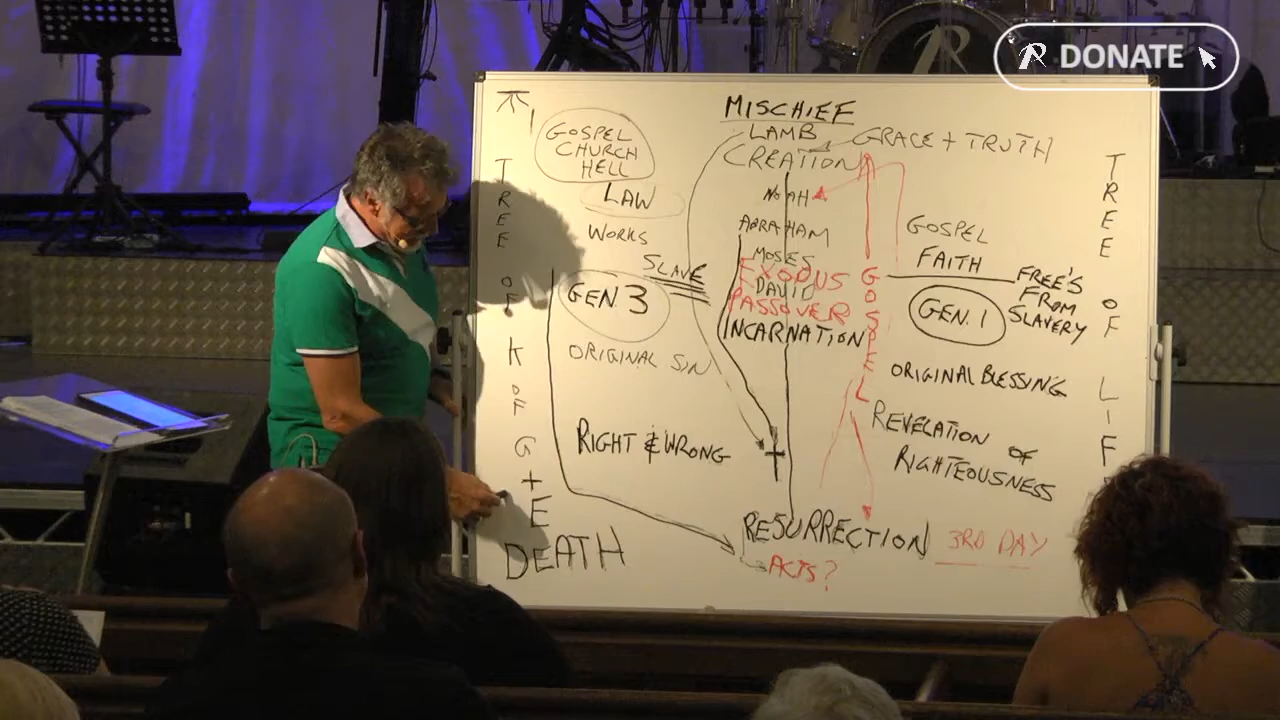 DONATE
MISCHIEF
LAMB
CREATION
GRACE + TRUTH
NOAH
ABRAHAM
MOSES
EXODUS
DAVID
PASSOVER
INCARNATION
RESURRECTION
3RD DAY
ACTS?
GOSPEL
CHURCH
HELL
LAW
WORKS
SLAVE
GEN 3
ORIGINAL SIN
RIGHT & WRONG
TREE OF K OF G + E
DEATH
GOSPEL
GOSPEL
FAITH
FREE'S
FROM
SLAVERY
GEN. 1
ORIGINAL BLESSING
REVELATION OF
RIGHTEOUSNESS
TREE OF LIF